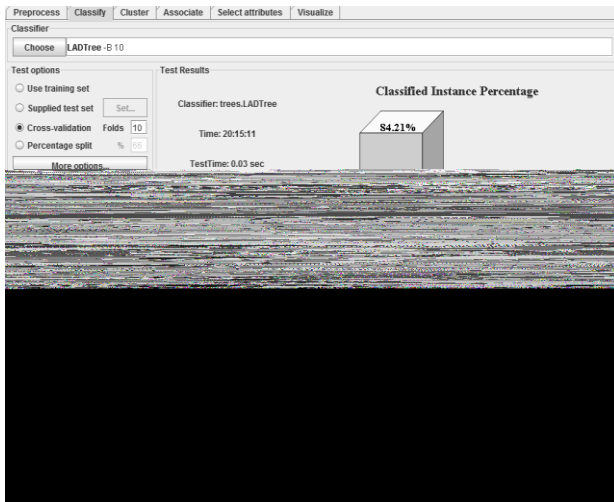 Preprocess Classify Cluster Associate Select attributes Visualize
Classifier
Choose LADTree -B 10
Test options
Use training set
Supplied test set Set...
Cross-validation Folds 10
Percentage split % 66
More options...
Test Results
Classifier: trees.LADTree
Time: 20:15:11
TestTime: 0.03 sec
Classified Instance Percentage
84.21%